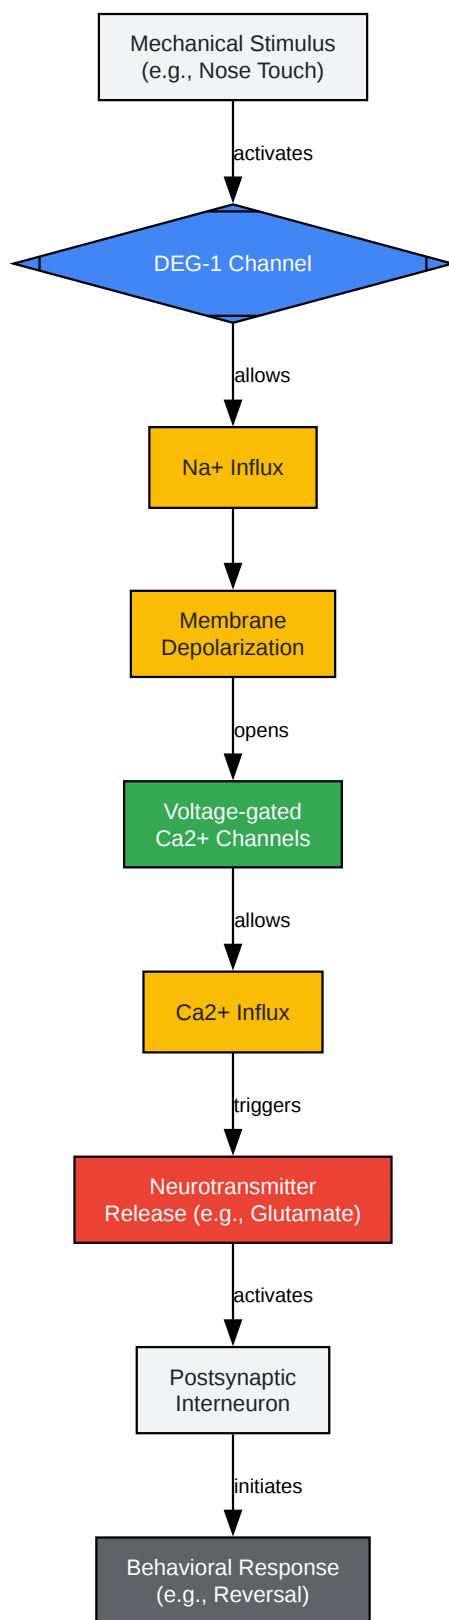 Mechanical Stimulus
(e.g., Nose Touch)
activates
DEG-1 Channel
allows
Na+ Influx
Membrane
Depolarization
opens
Voltage-gated
Ca2+ Channels
allows
Ca2+ Influx
triggers
Neurotransmitter
Release (e.g., Glutamate)
activates
Postsynaptic
Interneuron
initiates
Behavioral Response
(e.g., Reversal)